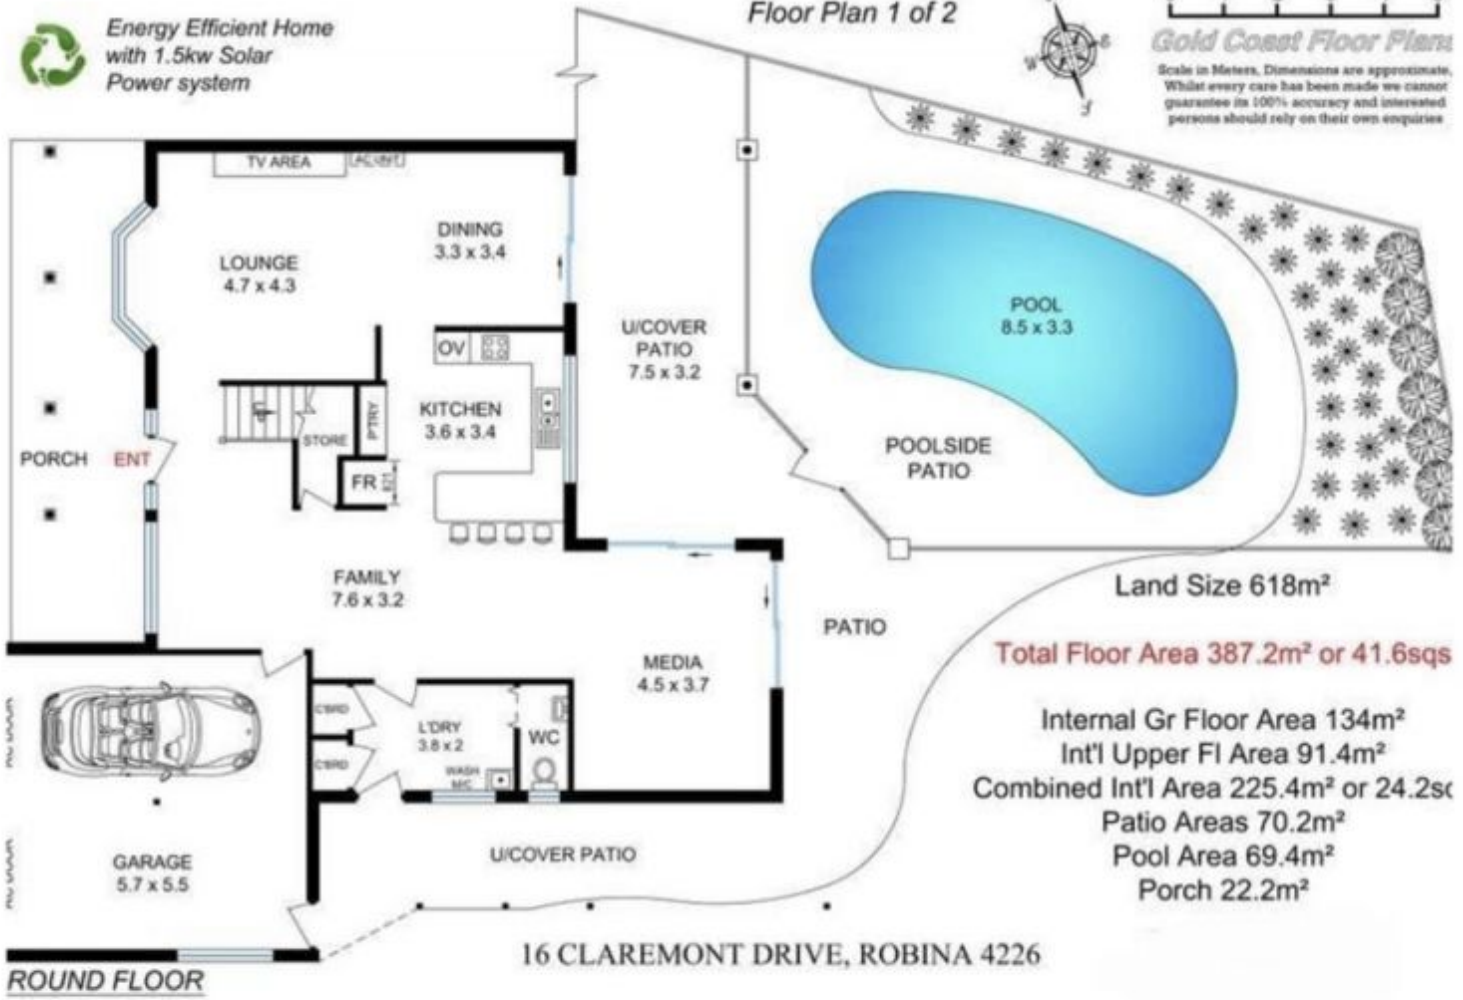 Energy Efficient Home
with 1.5kw Solar
Power system
Floor Plan 1 of 2
Gold Coast Floor Plans
Scale in Meters, Dimensions are approximate,
Whilst every care has been made we cannot
guarantee its 100% accuracy and interested
persons should rely on their own enquiries
TV AREA
LOUNGE
4.7 x 4.3
DINING
3.3 x 3.4
U/COVER
PATIO
7.5 x 3.2
POOL
8.5 x 3.3
OV
KITCHEN
3.6 x 3.4
P'TRY
STORE
FR
PORCH
ENT
POOLSIDE
PATIO
FAMILY
7.6 x 3.2
MEDIA
4.5 x 3.7
PATIO
C'BRD
C'BRD
L'DRY
3.8 x 2
WASH
M/C
WC
GARAGE
5.7 x 5.5
U/COVER PATIO
Land Size 618m²
Total Floor Area 387.2m² or 41.6sqs
Internal Gr Floor Area 134m²
Int'l Upper Fl Area 91.4m²
Combined Int'l Area 225.4m² or 24.2sq
Patio Areas 70.2m²
Pool Area 69.4m²
Porch 22.2m²
16 CLAREMONT DRIVE, ROBINA 4226
ROUND FLOOR